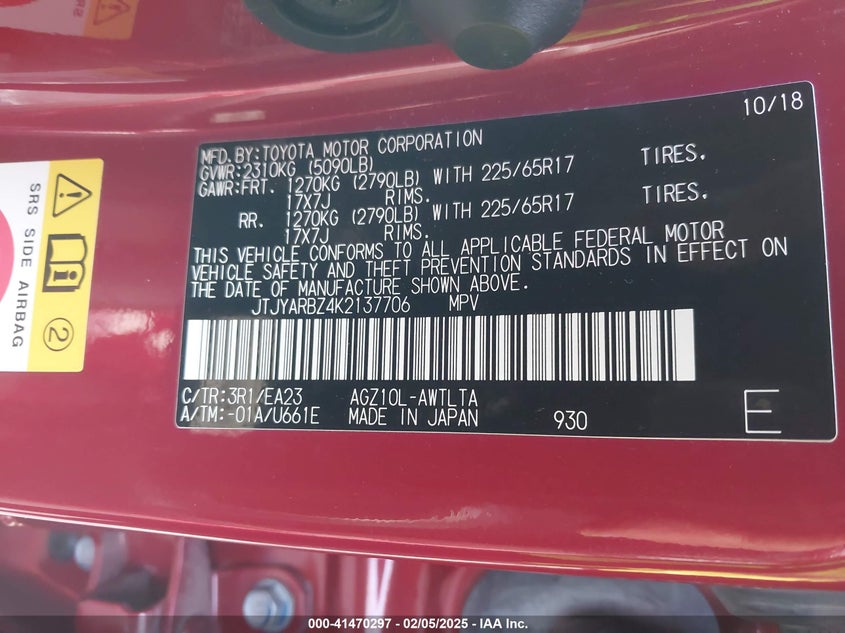 10/18
MFD.BY:TOYOTA MOTOR CORPORATION
GVWR:2310KG (5090LB)
GAWR:FRT. 1270KG (2790LB) WITH 225/65R17 TIRES.
17X7J RIMS.
RR. 1270KG (2790LB) WITH 225/65R17 TIRES.
17X7J RIMS.
THIS VEHICLE CONFORMS TO ALL APPLICABLE FEDERAL MOTOR
VEHICLE SAFETY AND THEFT PREVENTION STANDARDS IN EFFECT ON
THE DATE OF MANUFACTURE SHOWN ABOVE.
JTJYARBZ4K2137706 MPV
C/TR:3R1/EA23 AGZ10L-AWTLTA
A/TM:-01A/U661E MADE IN JAPAN 930 E
SRS SIDE AIRBAG
2
000-41470297 - 02/05/2025 - IAA Inc.